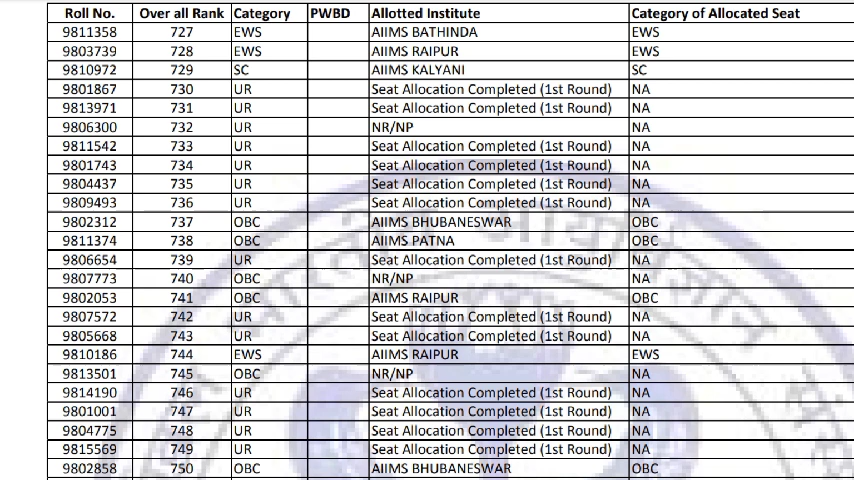 Roll No. Over all Rank Category PWBD Allotted Institute Category of Allocated Seat
9811358 727 EWS AIIMS BATHINDA EWS
9803739 728 EWS AIIMS RAIPUR EWS
9810972 729 SC AIIMS KALYANI SC
9801867 730 UR Seat Allocation Completed (1st Round) NA
9813971 731 UR Seat Allocation Completed (1st Round) NA
9806300 732 UR NR/NP NA
9811542 733 UR Seat Allocation Completed (1st Round) NA
9801743 734 UR Seat Allocation Completed (1st Round) NA
9804437 735 UR Seat Allocation Completed (1st Round) NA
9809493 736 UR Seat Allocation Completed (1st Round) NA
9802312 737 OBC AIIMS BHUBANESWAR OBC
9811374 738 OBC AIIMS PATNA OBC
9806654 739 UR Seat Allocation Completed (1st Round) NA
9807773 740 OBC NR/NP NA
9802053 741 OBC AIIMS RAIPUR OBC
9807572 742 UR Seat Allocation Completed (1st Round) NA
9805668 743 UR Seat Allocation Completed (1st Round) NA
9810186 744 EWS AIIMS RAIPUR EWS
9813501 745 OBC NR/NP NA
9814190 746 UR Seat Allocation Completed (1st Round) NA
9801001 747 UR Seat Allocation Completed (1st Round) NA
9804775 748 UR Seat Allocation Completed (1st Round) NA
9815569 749 UR Seat Allocation Completed (1st Round) NA
9802858 750 OBC AIIMS BHUBANESWAR OBC